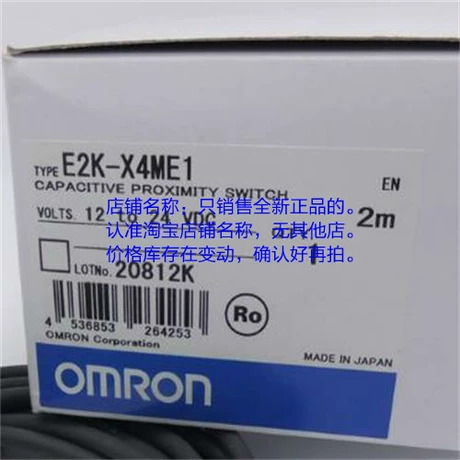 TYPE E2K-X4ME1
CAPACITIVE PROXIMITY SWITCH EN
店铺名称：只销售全新正品的。
VOLTS. 12 to 24 VDC 2m
认准淘宝店铺名称，无其他店。
价格库存在变动，确认好再拍。
1
LOTNo. 20812K
Ro
4 536853 264253
OMRON Corporation
MADE IN JAPAN
OMRON